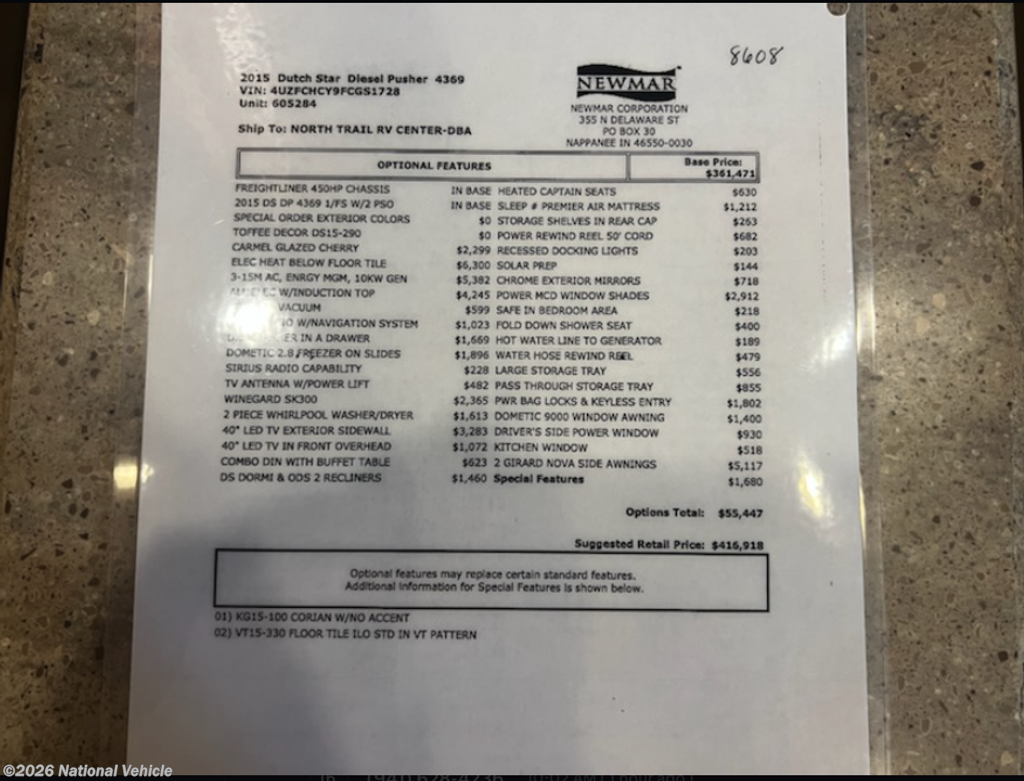 8608
2015 Dutch Star Diesel Pusher 4369
VIN: 4UZFCHCY9FCGS1728
Unit: 605284
Ship To: NORTH TRAIL RV CENTER-DBA
NEWMAR
NEWMAR CORPORATION
355 N DELAWARE ST
PO BOX 30
NAPPANEE IN 46550-0030
OPTIONAL FEATURES Base Price:
$361,471
FREIGHTLINER 450HP CHASSIS IN BASE HEATED CAPTAIN SEATS $630
2015 DS DP 4369 1/FS W/2 PSO IN BASE SLEEP # PREMIER AIR MATTRESS $1,212
SPECIAL ORDER EXTERIOR COLORS $0 STORAGE SHELVES IN REAR CAP $263
TOFFEE DECOR DS15-290 $0 POWER REWIND REEL 50' CORD $682
CARMEL GLAZED CHERRY $2,299 RECESSED DOCKING LIGHTS $203
ELEC HEAT BELOW FLOOR TILE $6,300 SOLAR PREP $144
3-15M AC, ENRGY MGM, 10KW GEN $5,382 CHROME EXTERIOR MIRRORS $718
W/INDUCTION TOP $4,245 POWER MCD WINDOW SHADES $2,912
VACUUM $599 SAFE IN BEDROOM AREA $218
W/NAVIGATION SYSTEM $1,023 FOLD DOWN SHOWER SEAT $400
IN A DRAWER $1,669 HOT WATER LINE TO GENERATOR $189
DOMETIC 2.8 FREEZER ON SLIDES $1,896 WATER HOSE REWIND REEL $479
SIRIUS RADIO CAPABILITY $228 LARGE STORAGE TRAY $556
TV ANTENNA W/POWER LIFT $482 PASS THROUGH STORAGE TRAY $855
WINEGARD SK300 $2,365 PWR BAG LOCKS & KEYLESS ENTRY $1,802
2 PIECE WHIRLPOOL WASHER/DRYER $1,613 DOMETIC 9000 WINDOW AWNING $1,400
40" LED TV EXTERIOR SIDEWALL $3,283 DRIVER'S SIDE POWER WINDOW $930
40" LED TV IN FRONT OVERHEAD $1,072 KITCHEN WINDOW $518
COMBO DIN WITH BUFFET TABLE $623 2 GIRARD NOVA SIDE AWNINGS $5,117
DS DORMI & ODS 2 RECLINERS $1,460 Special Features $1,680
Options Total: $55,447
Suggested Retail Price: $416,918
Optional features may replace certain standard features.
Additional Information for Special Features is shown below.
01) KG15-100 CORIAN W/NO ACCENT
02) VT15-330 FLOOR TILE ILO STD IN VT PATTERN
©2026 National Vehicle